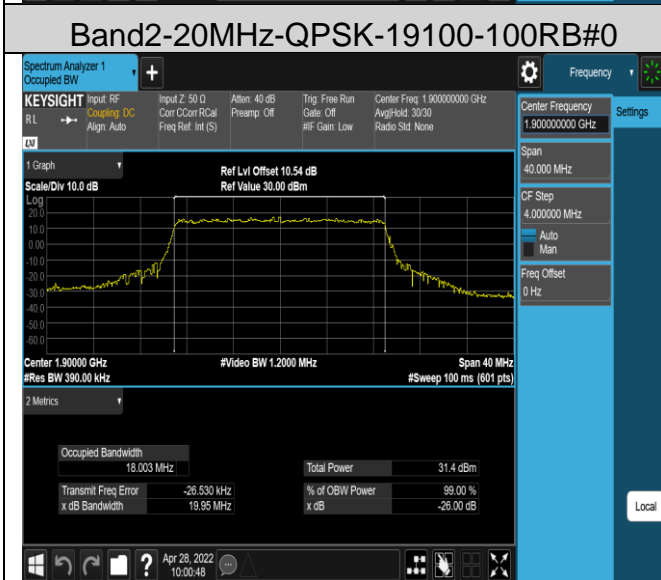 Band2-20MHz-QPSK-19100-100RB#0
Spectrum Analyzer 1
Occupied BW
+
Frequency
KEYSIGHT
RL
LXI
Input: RF
Coupling: DC
Align: Auto
Input Z: 50 Ω
Corr CCorr RCal
Freq Ref: Int (S)
Atten: 40 dB
Preamp: Off
Trig: Free Run
Gate: Off
#IF Gain: Low
Center Freq: 1.900000000 GHz
Avg|Hold: 30/30
Radio Std: None
Center Frequency
1.900000000 GHz
Settings
Span
40.000 MHz
CF Step
4.000000 MHz
Auto
Man
Freq Offset
0 Hz
Local
1 Graph
Ref Lvl Offset 10.54 dB
Scale/Div 10.0 dB
Ref Value 30.00 dBm
Log
20.0
10.0
0.00
-10.0
-20.0
-30.0
-40.0
-50.0
-60.0
Center 1.90000 GHz
#Video BW 1.2000 MHz
Span 40 MHz
#Res BW 390.00 kHz
#Sweep 100 ms (601 pts)
2 Metrics
Occupied Bandwidth
18.003 MHz
Total Power 31.4 dBm
Transmit Freq Error -26.530 kHz
% of OBW Power 99.00 %
x dB Bandwidth 19.95 MHz
x dB -26.00 dB
?
Apr 28, 2022
10:00:48